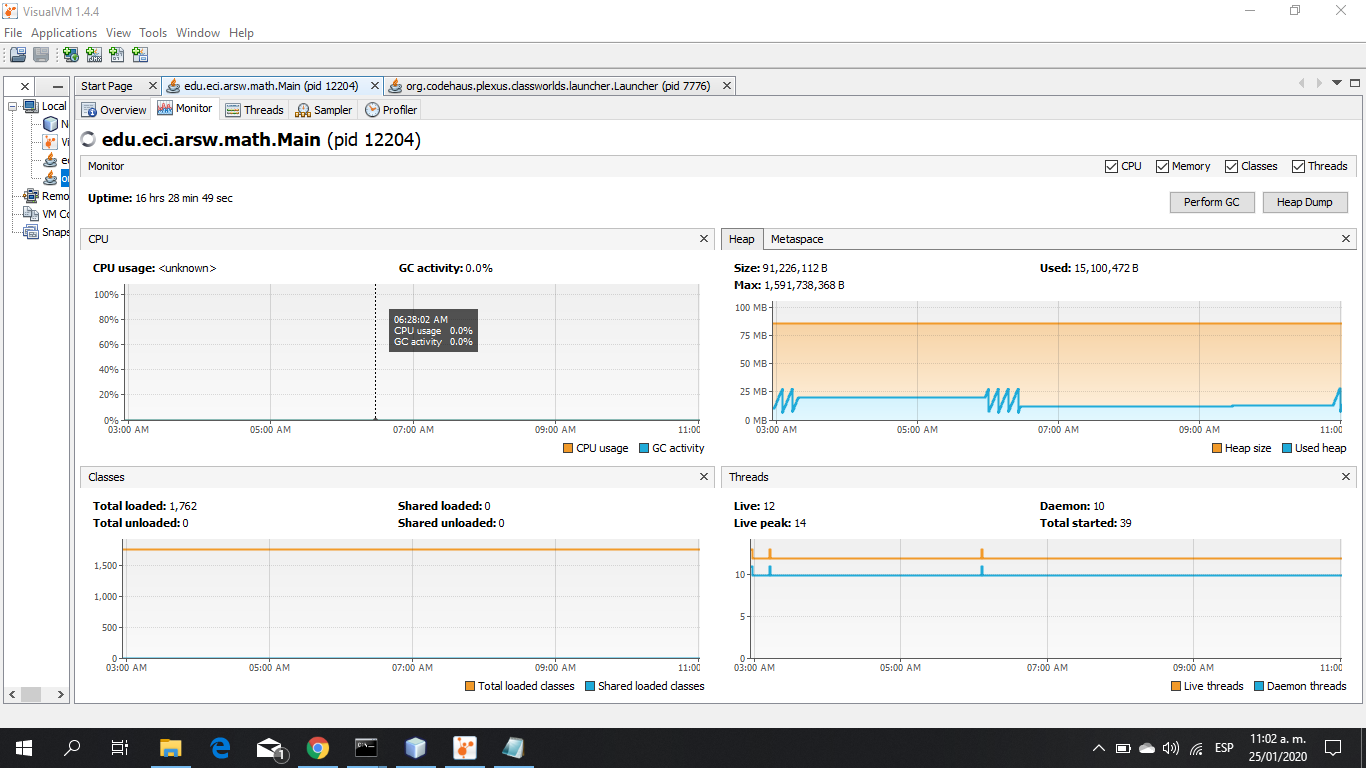 VisualVM 1.4.4
File Applications View Tools Window Help
Start Page edu.eci.arsw.math.Main (pid 12204) org.codehaus.plexus.classworlds.launcher.Launcher (pid 7776)
Local
Remo
VM Co
Snaps
Overview Monitor Threads Sampler Profiler
edu.eci.arsw.math.Main (pid 12204)
Monitor CPU Memory Classes Threads
Uptime: 16 hrs 28 min 49 sec Perform GC Heap Dump
CPU
CPU usage: <unknown> GC activity: 0.0%
100%
80%
60%
40%
20%
0%
06:28:02 AM
CPU usage 0.0%
GC activity 0.0%
03:00 AM 05:00 AM 07:00 AM 09:00 AM 11:00
CPU usage GC activity
Heap Metaspace
Size: 91,226,112 B Used: 15,100,472 B
Max: 1,591,738,368 B
100 MB
75 MB
50 MB
25 MB
0 MB
03:00 AM 05:00 AM 07:00 AM 09:00 AM 11:00
Heap size Used heap
Classes
Total loaded: 1,762 Shared loaded: 0
Total unloaded: 0 Shared unloaded: 0
1,500
1,000
500
0
03:00 AM 05:00 AM 07:00 AM 09:00 AM 11:00
Total loaded classes Shared loaded classes
Threads
Live: 12 Daemon: 10
Live peak: 14 Total started: 39
10
5
0
03:00 AM 05:00 AM 07:00 AM 09:00 AM 11:00
Live threads Daemon threads
1
ESP
11:02 a. m.
25/01/2020